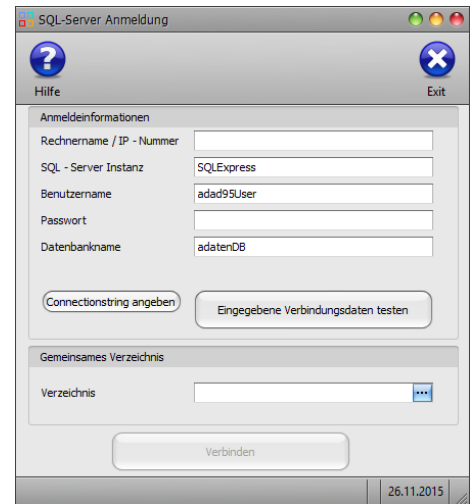 SQL-Server Anmeldung
Hilfe
Exit
Anmeldeinformationen
Rechnername / IP - Nummer
SQL - Server Instanz SQLExpress
Benutzername adad95User
Passwort
Datenbankname adatenDB
Connectionstring angeben Eingegebene Verbindungsdaten testen
Gemeinsames Verzeichnis
Verzeichnis ...
Verbinden
26.11.2015